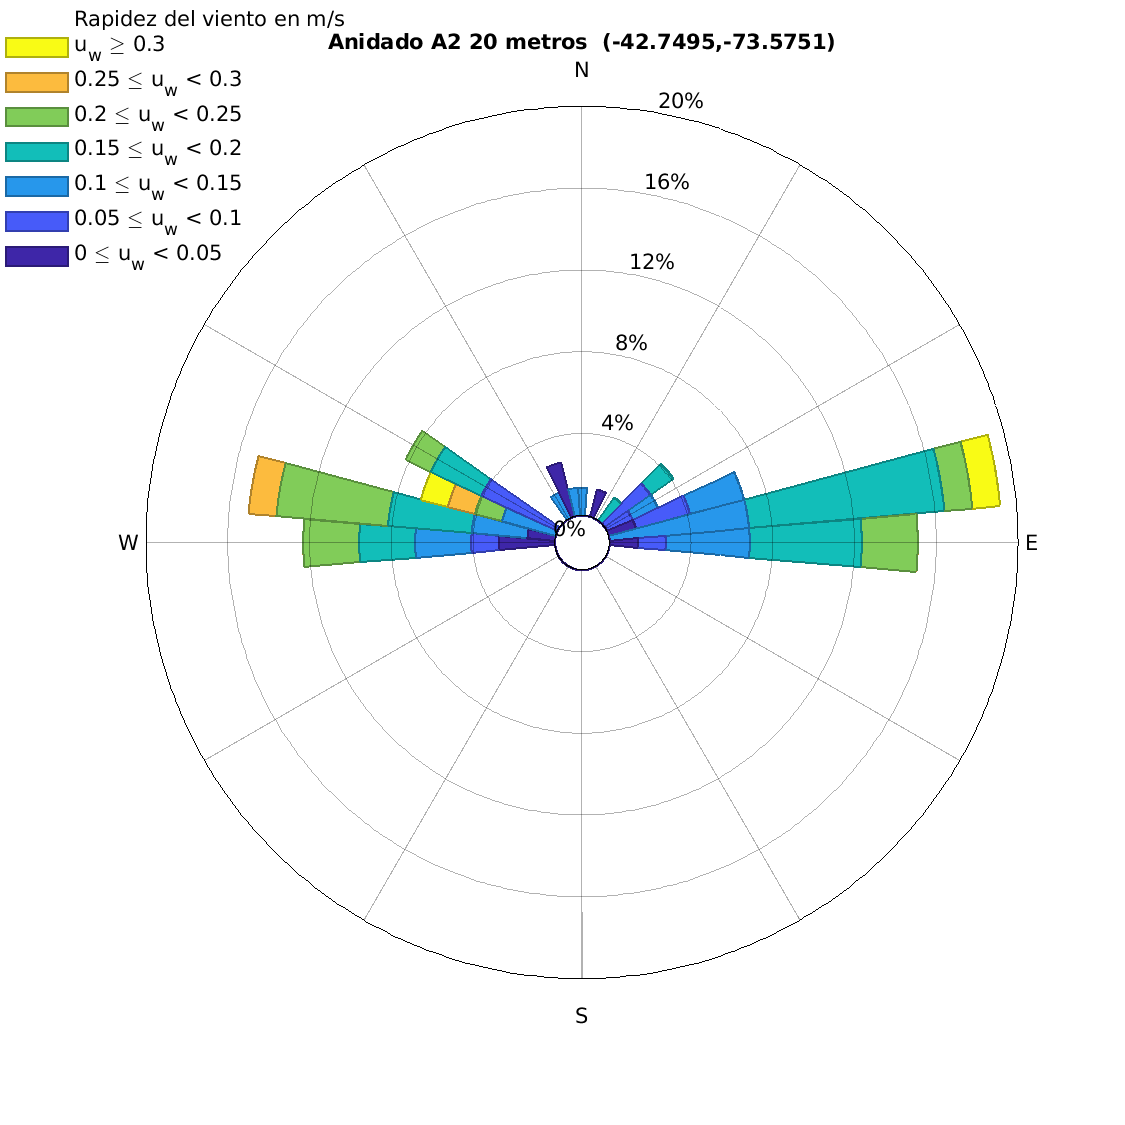 Rapidez del viento en m/s
u_w ≥ 0.3
0.25 ≤ u_w < 0.3
0.2 ≤ u_w < 0.25
0.15 ≤ u_w < 0.2
0.1 ≤ u_w < 0.15
0.05 ≤ u_w < 0.1
0 ≤ u_w < 0.05
Anidado A2 20 metros (-42.7495,-73.5751)
N
20%
16%
12%
8%
4%
0%
W
E
S